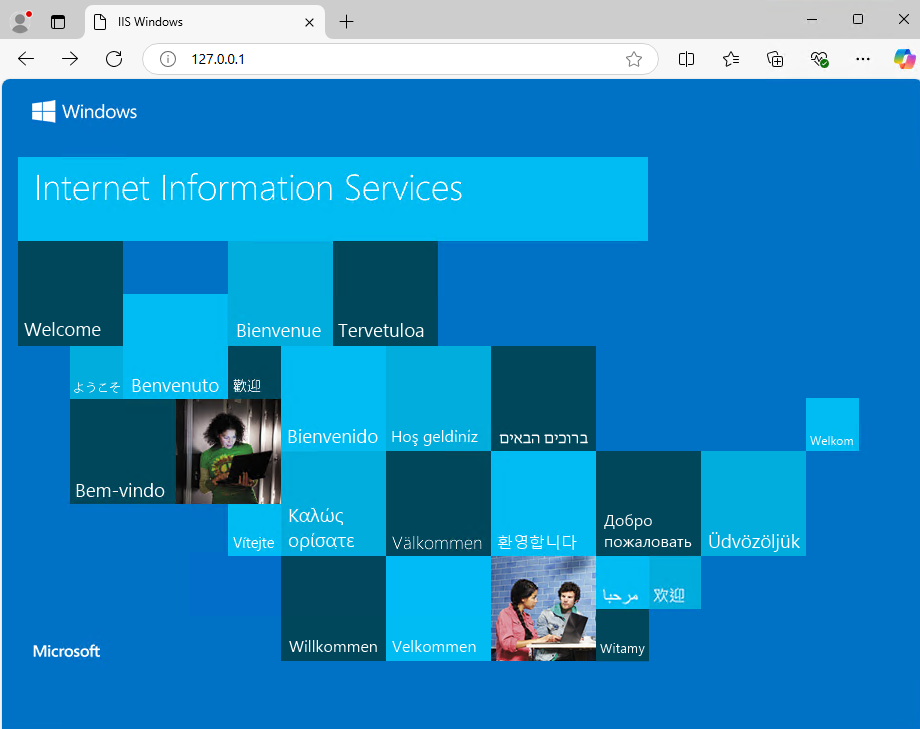 IIS Windows
127.0.0.1
Windows
Internet Information Services
Welcome
Bienvenue
Tervetuloa
ようこそ
Benvenuto
歡迎
Bienvenido
Hoş geldiniz
ברוכים הבאים
Welkom
Bem-vindo
Vítejte
Καλώς
ορίσατε
Välkommen
환영합니다
Добро
пожаловать
Üdvözöljük
Willkommen
Velkommen
مرحبا
欢迎
Witamy
Microsoft